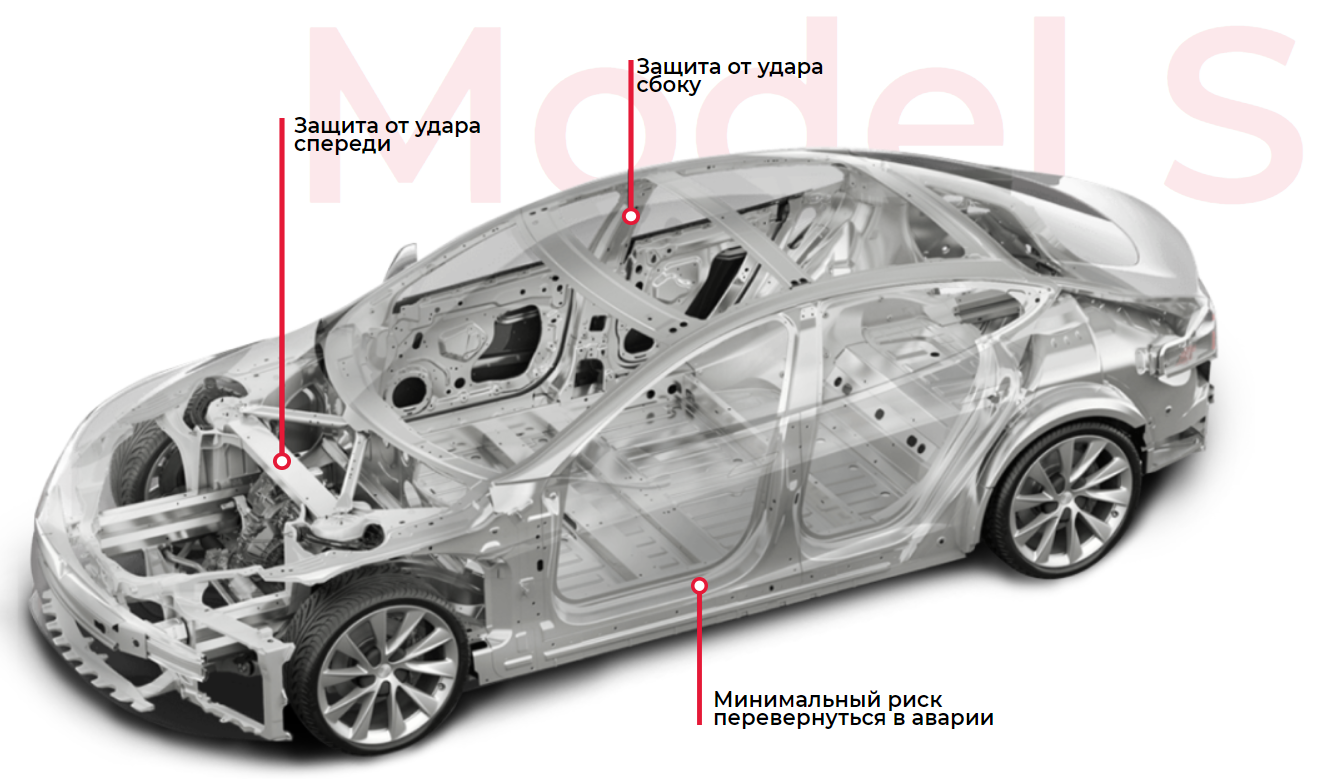 Model S
Защита от удара
сбоку
Защита от удара
спереди
Минимальный риск
перевернуться в аварии